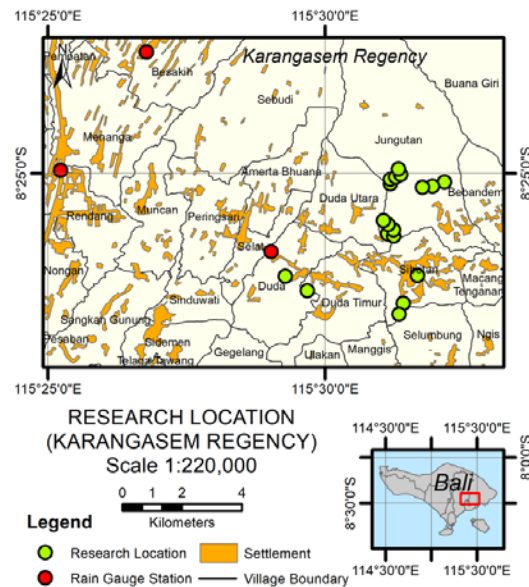 115°25'0"E 115°30'0"E
N
Pempatan
Besakih
Karangasem Regency
Buana Giri
Sebudi
Menanga
Jungutan
8°25'0"S 8°25'0"S
Amerta Bhuana
Bebandem
Rendang
Muncan
Duda Utara
Peringsari
Selat
Nongan
Duda
Sibetan
Macang
Tenganan
Sinduwati
Duda Timur
Sangkan Gunung
Selumbung
Ngis
Pesaban
Sidemen
Gegelang
Ulakan
Manggis
Telaga Tawang
115°25'0"E 115°30'0"E
RESEARCH LOCATION
(KARANGASEM REGENCY)
Scale 1:220,000
0 1 2 4
Kilometers
Legend
Research Location
Settlement
Rain Gauge Station
Village Boundary
114°30'0"E 115°30'0"E
8°0'0"S
Bali
8°30'0"S 8°30'0"S
114°30'0"E 115°30'0"E